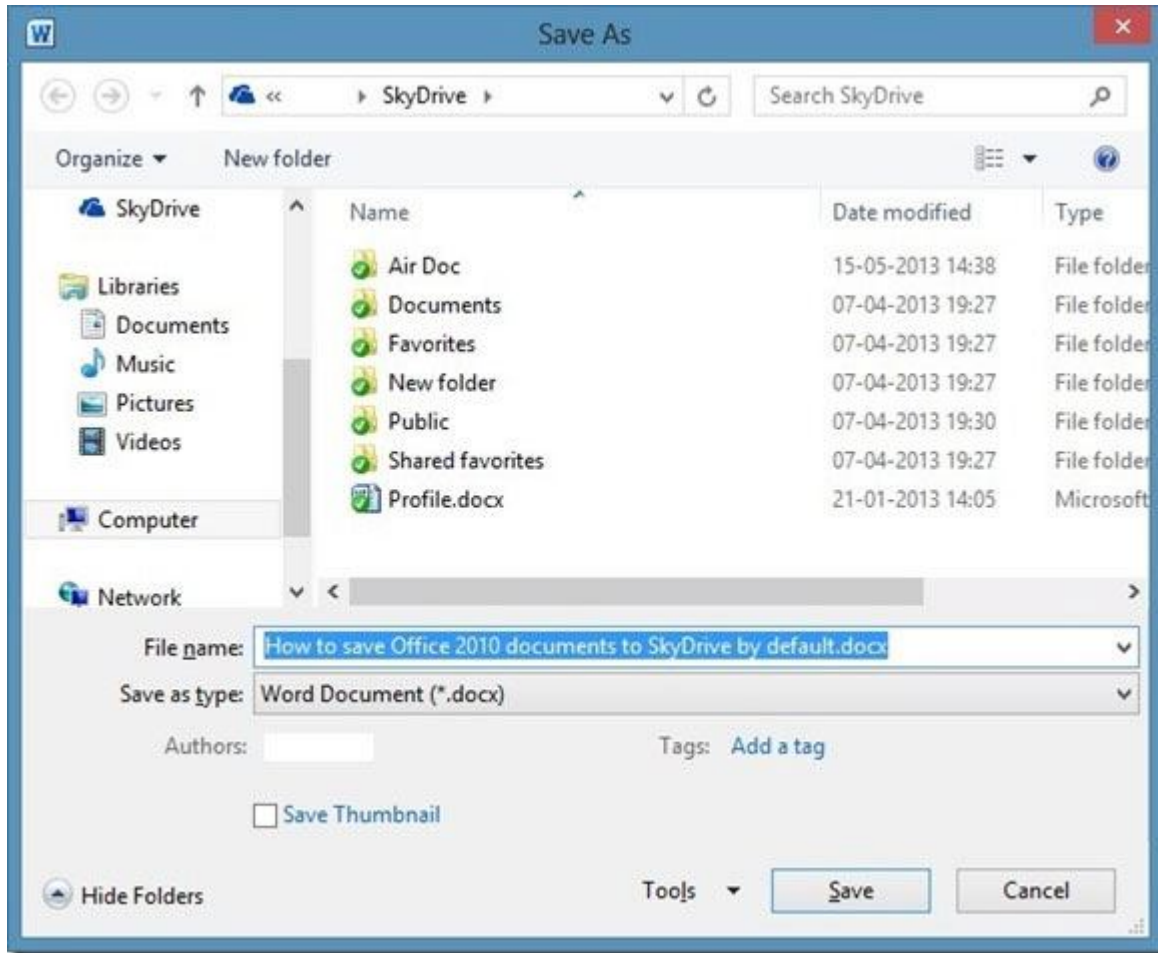 W
Save As
« SkyDrive
Search SkyDrive
Organize New folder
SkyDrive
Libraries
Documents
Music
Pictures
Videos
Computer
Network
Name Date modified Type
Air Doc 15-05-2013 14:38 File folder
Documents 07-04-2013 19:27 File folder
Favorites 07-04-2013 19:27 File folder
New folder 07-04-2013 19:27 File folder
Public 07-04-2013 19:30 File folder
Shared favorites 07-04-2013 19:27 File folder
Profile.docx 21-01-2013 14:05 Microsoft
File name: How to save Office 2010 documents to SkyDrive by default.docx
Save as type: Word Document (*.docx)
Authors: Tags: Add a tag
Save Thumbnail
Hide Folders Tools Save Cancel